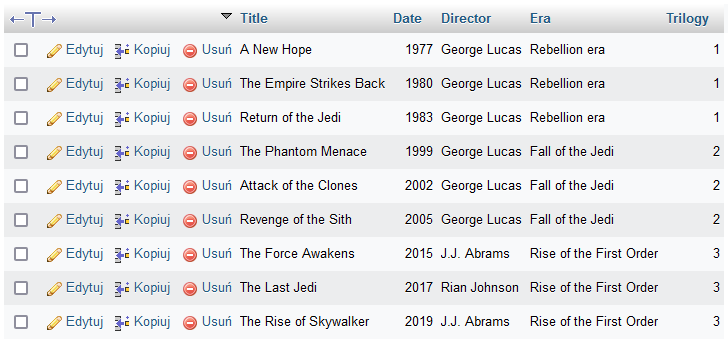 Title Date Director Era Trilogy
Edytuj Kopiuj Usuń A New Hope 1977 George Lucas Rebellion era 1
Edytuj Kopiuj Usuń The Empire Strikes Back 1980 George Lucas Rebellion era 1
Edytuj Kopiuj Usuń Return of the Jedi 1983 George Lucas Rebellion era 1
Edytuj Kopiuj Usuń The Phantom Menace 1999 George Lucas Fall of the Jedi 2
Edytuj Kopiuj Usuń Attack of the Clones 2002 George Lucas Fall of the Jedi 2
Edytuj Kopiuj Usuń Revenge of the Sith 2005 George Lucas Fall of the Jedi 2
Edytuj Kopiuj Usuń The Force Awakens 2015 J.J. Abrams Rise of the First Order 3
Edytuj Kopiuj Usuń The Last Jedi 2017 Rian Johnson Rise of the First Order 3
Edytuj Kopiuj Usuń The Rise of Skywalker 2019 J.J. Abrams Rise of the First Order 3